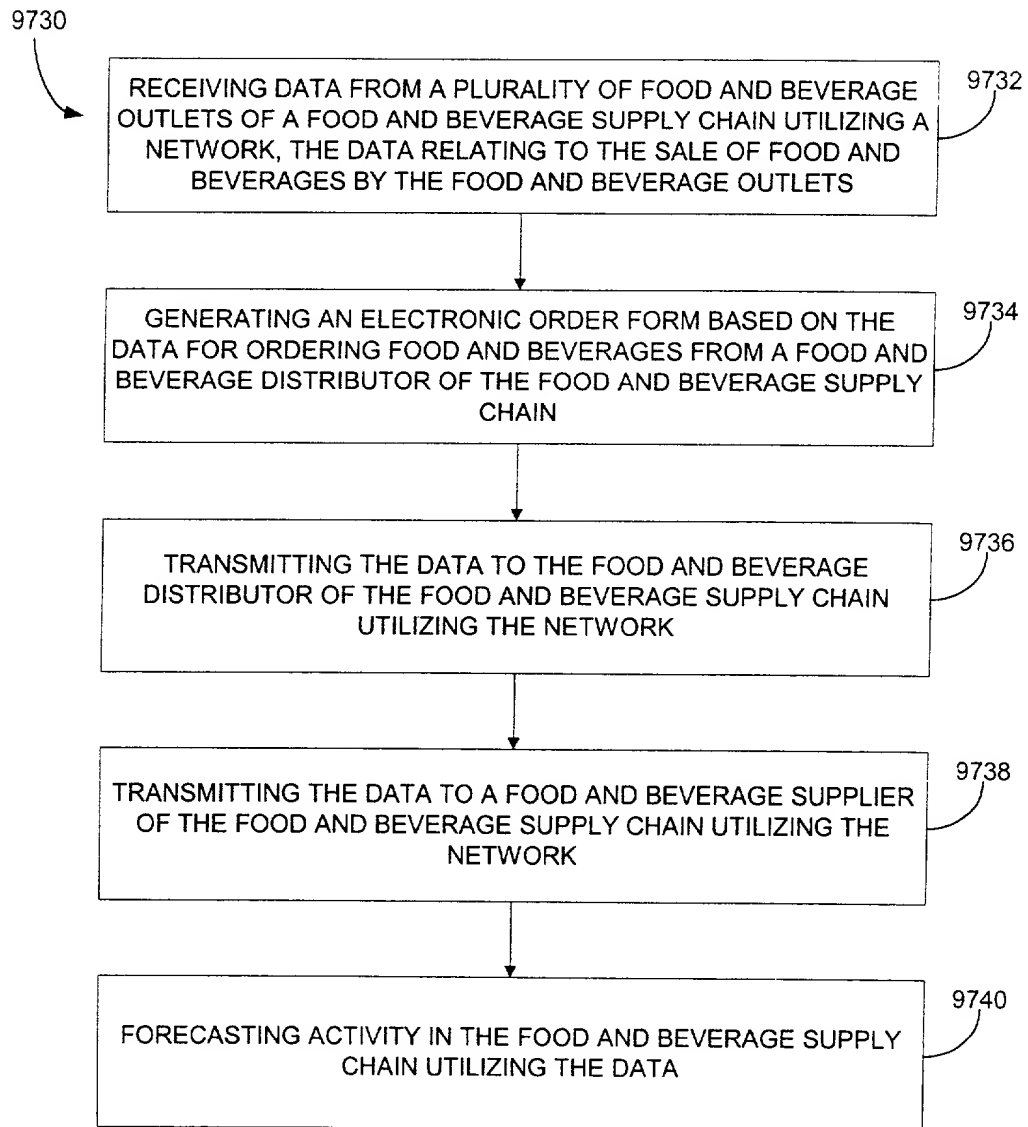 9730
RECEIVING DATA FROM A PLURALITY OF FOOD AND BEVERAGE
OUTLETS OF A FOOD AND BEVERAGE SUPPLY CHAIN UTILIZING A
NETWORK, THE DATA RELATING TO THE SALE OF FOOD AND
BEVERAGES BY THE FOOD AND BEVERAGE OUTLETS
9732
GENERATING AN ELECTRONIC ORDER FORM BASED ON THE
DATA FOR ORDERING FOOD AND BEVERAGES FROM A FOOD AND
BEVERAGE DISTRIBUTOR OF THE FOOD AND BEVERAGE SUPPLY
CHAIN
9734
TRANSMITTING THE DATA TO THE FOOD AND BEVERAGE
DISTRIBUTOR OF THE FOOD AND BEVERAGE SUPPLY CHAIN
UTILIZING THE NETWORK
9736
TRANSMITTING THE DATA TO A FOOD AND BEVERAGE SUPPLIER
OF THE FOOD AND BEVERAGE SUPPLY CHAIN UTILIZING THE
NETWORK
9738
FORECASTING ACTIVITY IN THE FOOD AND BEVERAGE SUPPLY
CHAIN UTILIZING THE DATA
9740